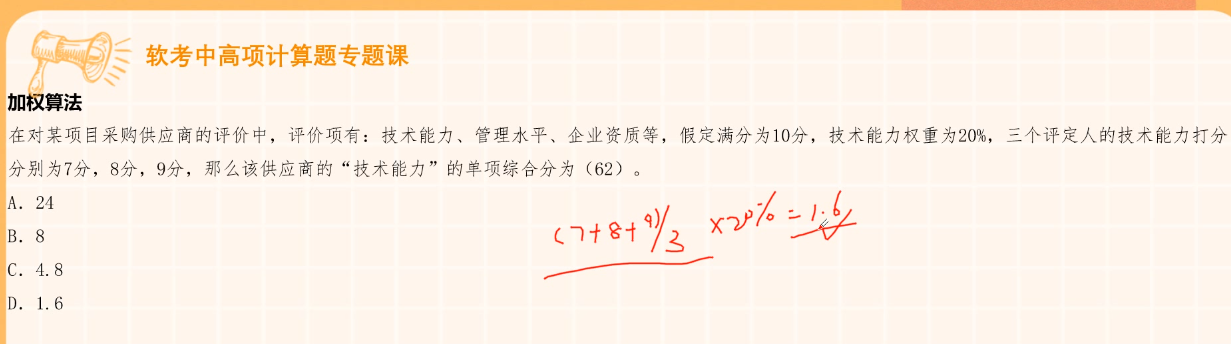 软考中高项计算题专题课
加权算法
在对某项目采购供应商的评价中，评价项有：技术能力、管理水平、企业资质等，假定满分为10分，技术能力权重为20%，三个评定人的技术能力打分
分别为7分，8分，9分，那么该供应商的“技术能力”的单项综合分为（62）。
A. 24
B. 8
C. 4.8
D. 1.6
(7+8+9)/3 ×20% = 1.6